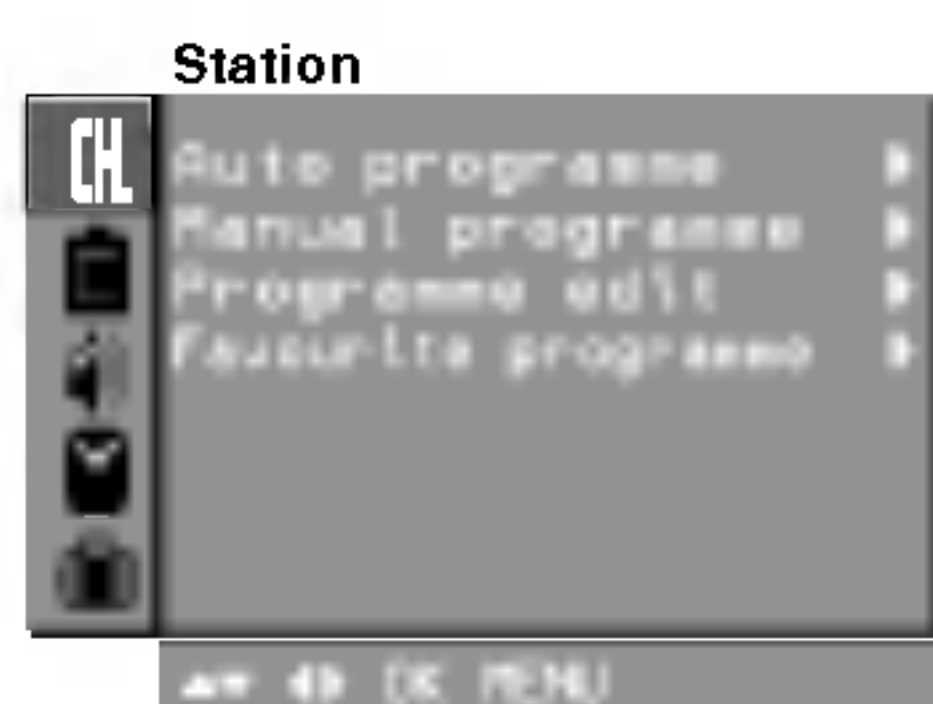 Station
CH
Auto programme
Manual programme
Programme edit
Favourite programme
OK MENU